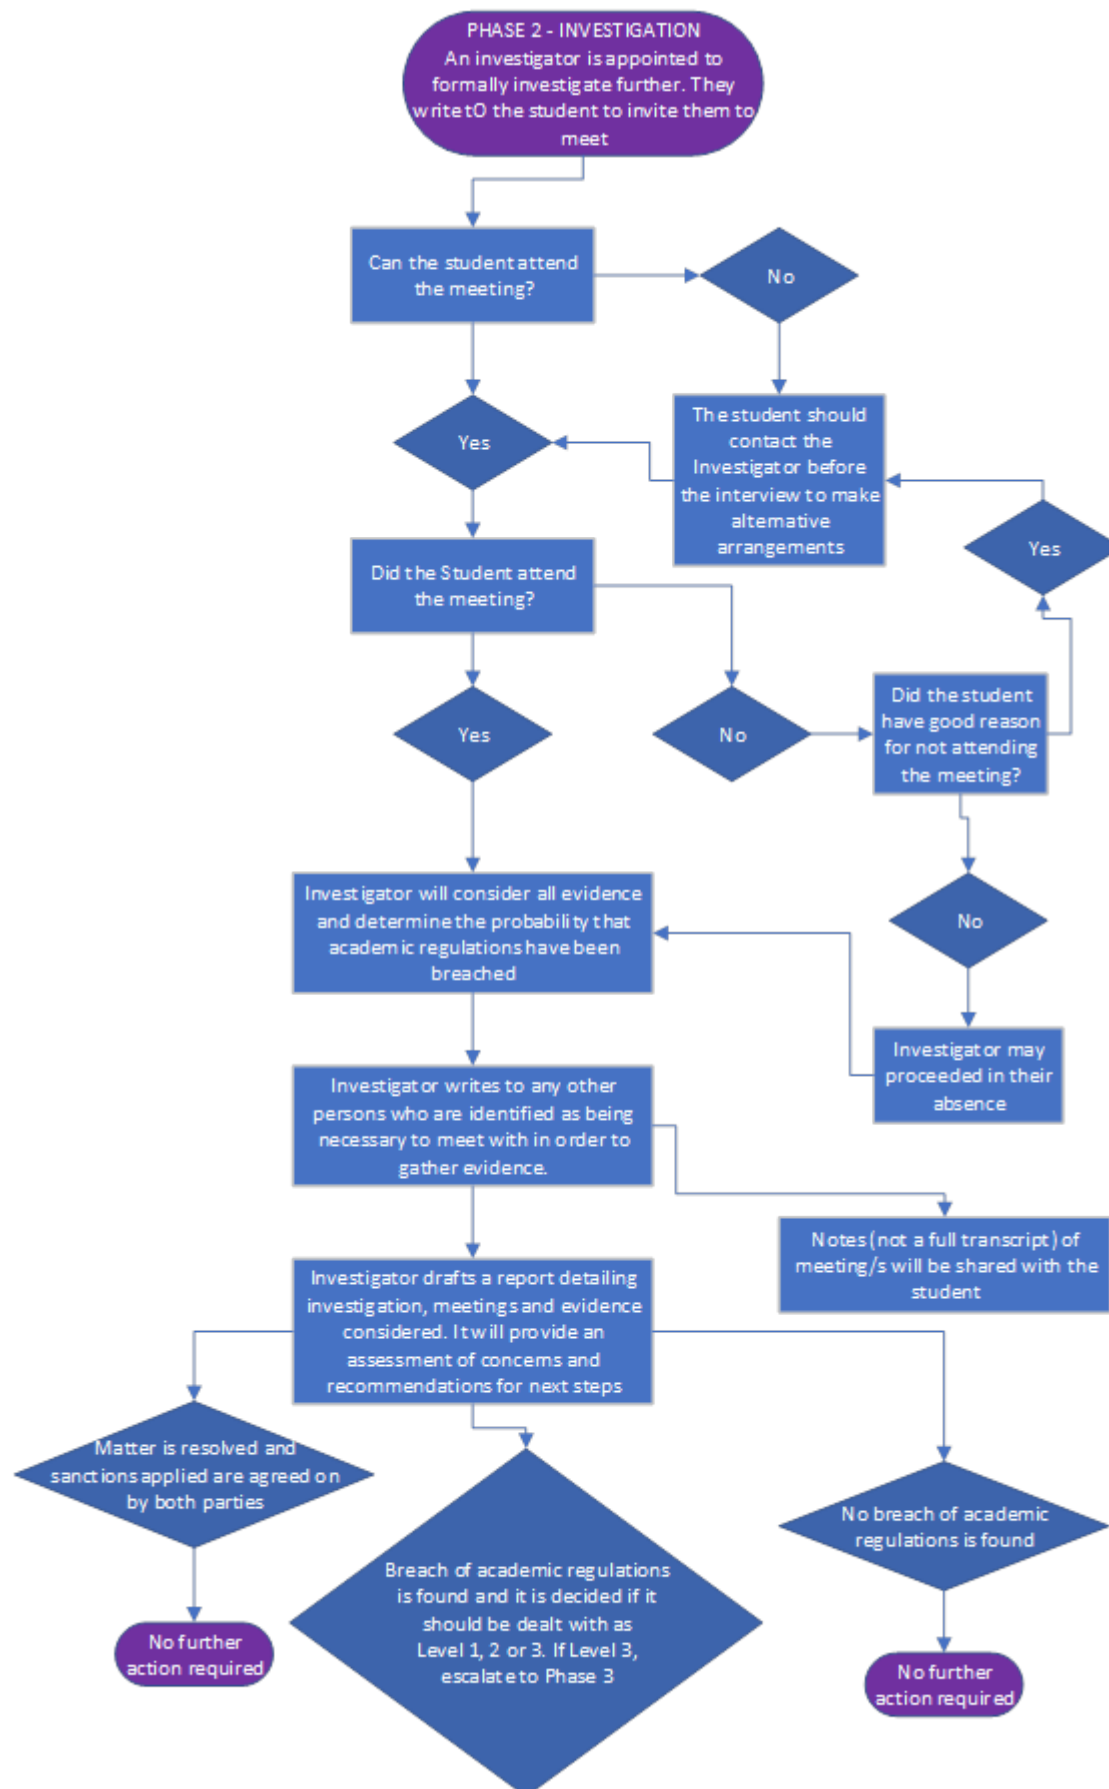 PHASE 2 - INVESTIGATION
An investigator is appointed to
formally investigate further. They
write tO the student to invite them to
meet
Can the student attend
the meeting?
No
Yes
The student should
contact the
Investigator before
the interview to make
alternative
arrangements
Yes
Did the Student attend
the meeting?
Yes
No
Did the student
have good reason
for not attending
the meeting?
No
Investigator will consider all evidence
and determine the probability that
academic regulations have been
breached
Investigator may
proceeded in their
absence
Investigator writes to any other
persons who are identified as being
necessary to meet with in order to
gather evidence.
Notes (not a full transcript) of
meeting/s will be shared with the
student
Investigator drafts a report detailing
investigation, meetings and evidence
considered. It will provide an
assessment of concerns and
recommendations for next steps
Matter is resolved and
sanctions applied are agreed on
by both parties
No breach of academic
regulations is found
Breach of academic regulations
is found and it is decided if it
should be dealt with as
Level 1, 2 or 3. If Level 3,
escalate to Phase 3
No further
action required
No further
action required